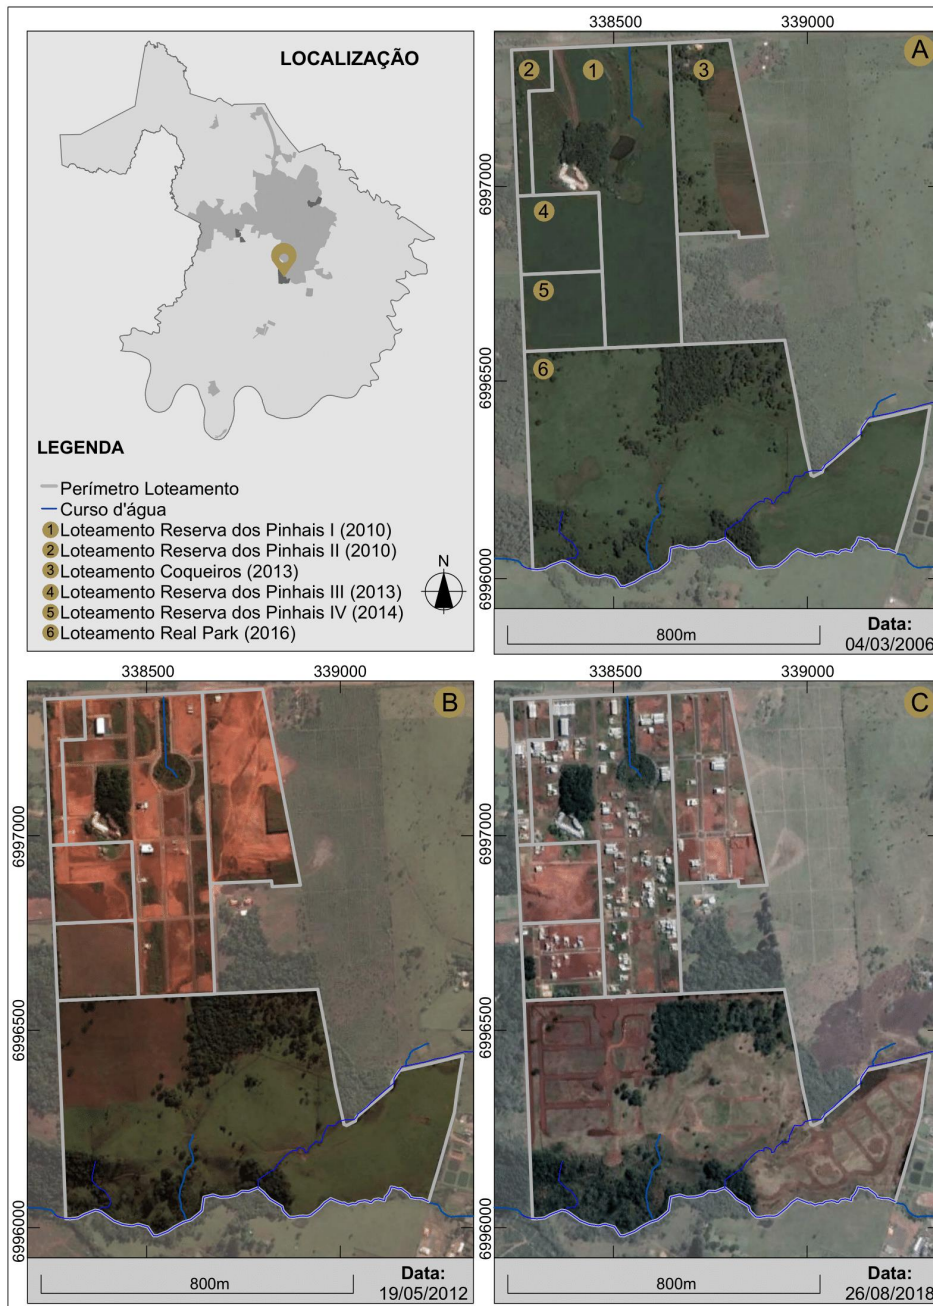 LOCALIZAÇÃO
LEGENDA
Perímetro Loteamento
Curso d'água
1 Loteamento Reserva dos Pinhais I (2010)
2 Loteamento Reserva dos Pinhais II (2010)
3 Loteamento Coqueiros (2013)
4 Loteamento Reserva dos Pinhais III (2013)
5 Loteamento Reserva dos Pinhais IV (2014)
6 Loteamento Real Park (2016)
N
338500 339000
A
2 1 3
6997000
4
5
6996500
6
6996000
800m
Data:
04/03/2006
338500 339000
B
6997000
6996500
6996000
800m
Data:
19/05/2012
338500 339000
C
6997000
6996500
6996000
800m
Data:
26/08/2018